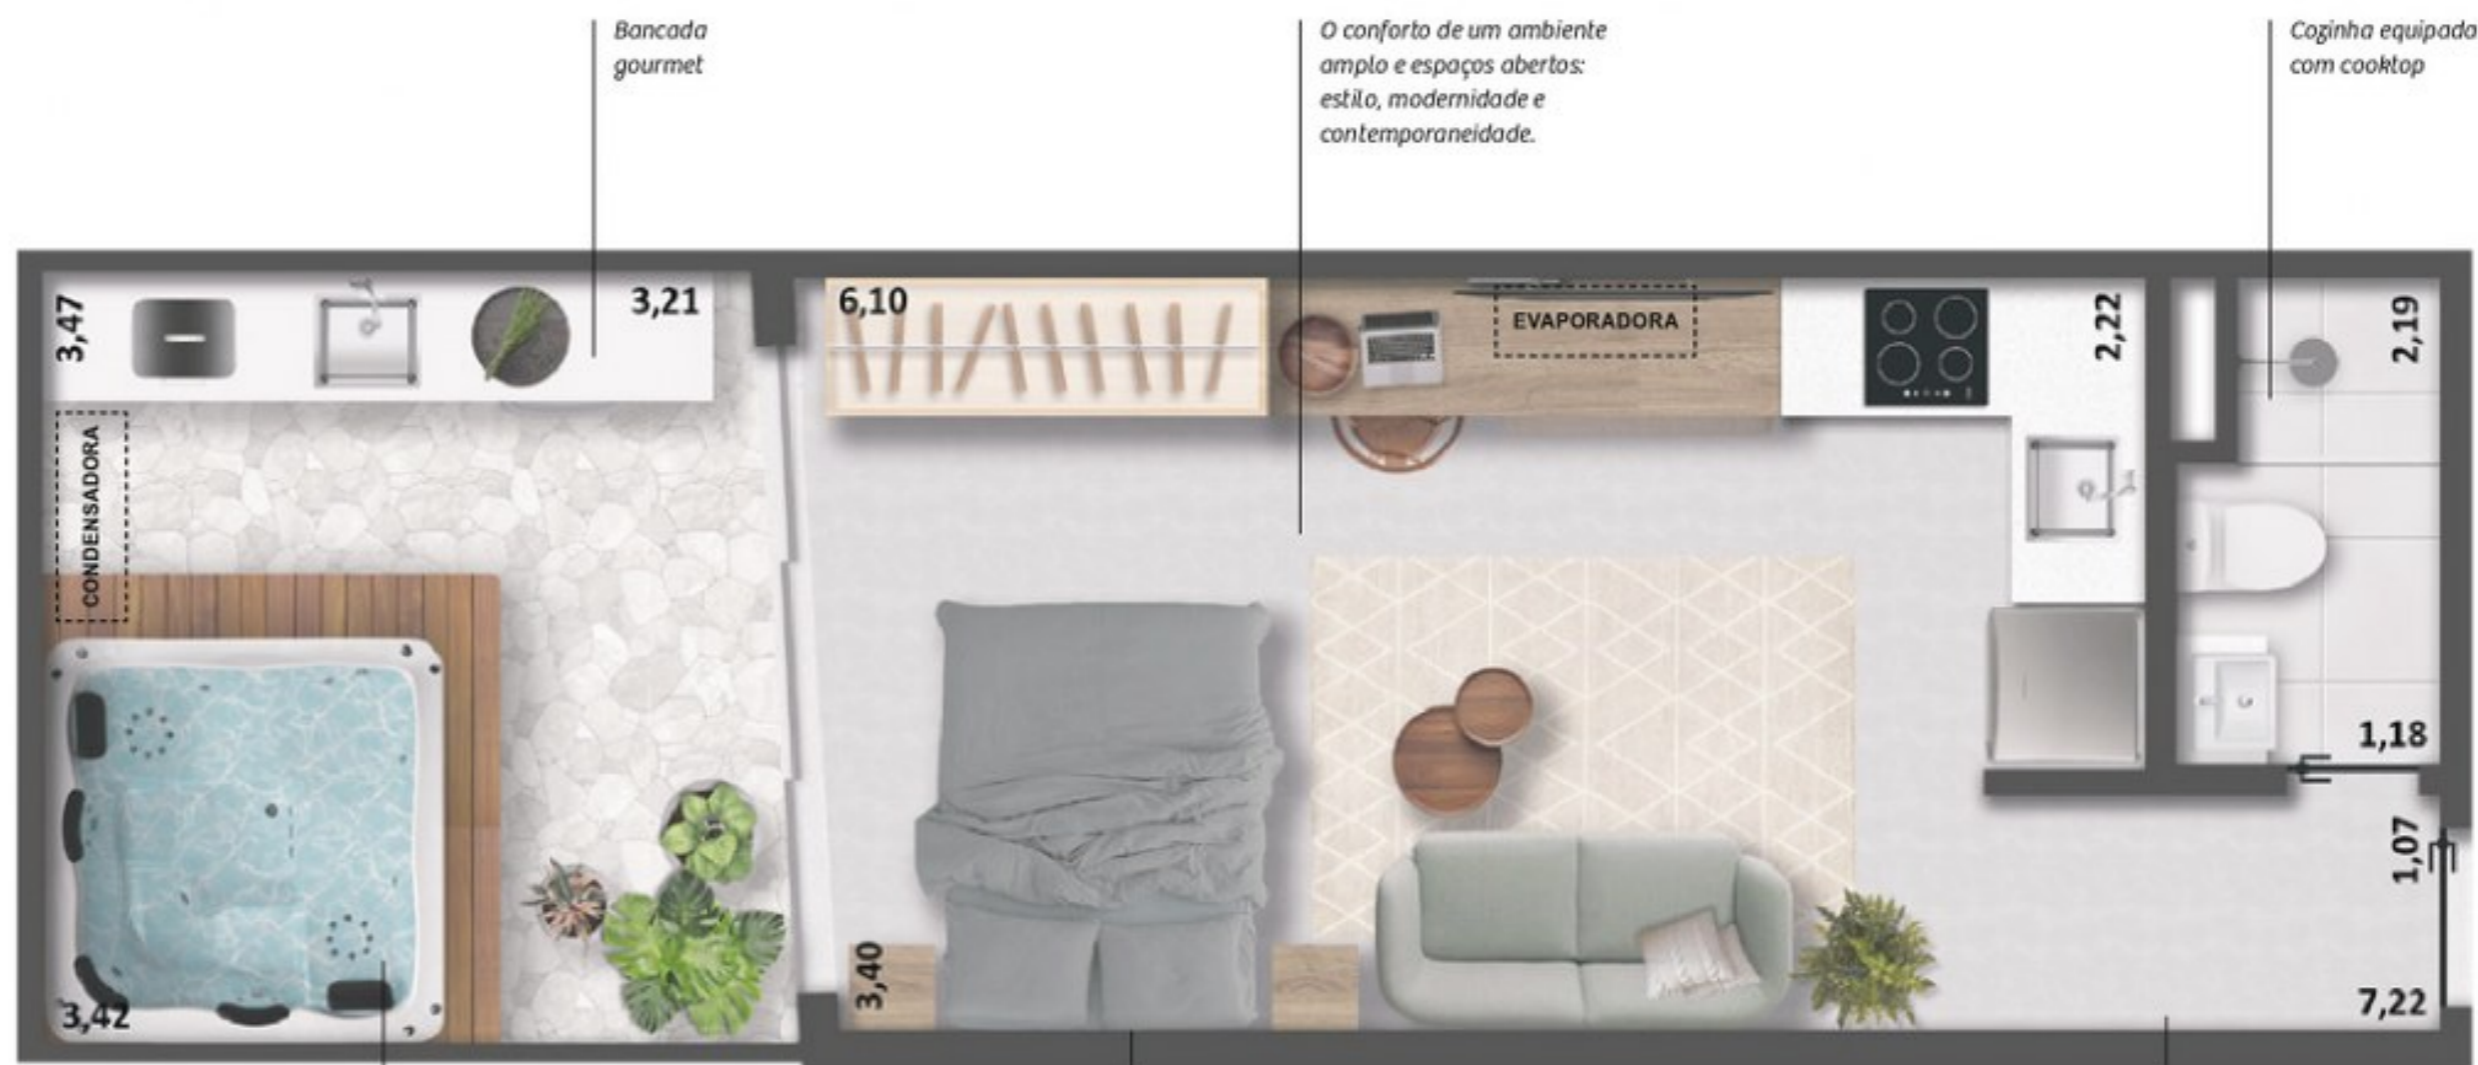 Bancada
gourmet
O conforto de um ambiente
amplo e espaços abertos:
estilo, modernidade e
contemporaneidade.
Cozinha equipada
com cooktop
3,47
3,21
6,10
EVAPORADORA
2,22
2,19
CONDENSADORA
1,18
1,07
3,42
3,40
7,22